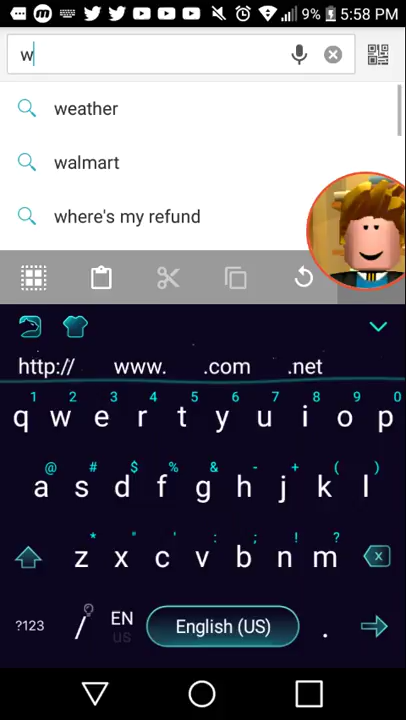 9% 5:58 PM
w
weather
walmart
where's my refund
http:// www. .com .net
1 2 3 4 5 6 7 8 9 0
q w e r t y u i o p
@ # $ % & - + ( )
a s d f g h j k l
* " ' : ; ! ?
z x c v b n m
?123 / EN US English (US) .